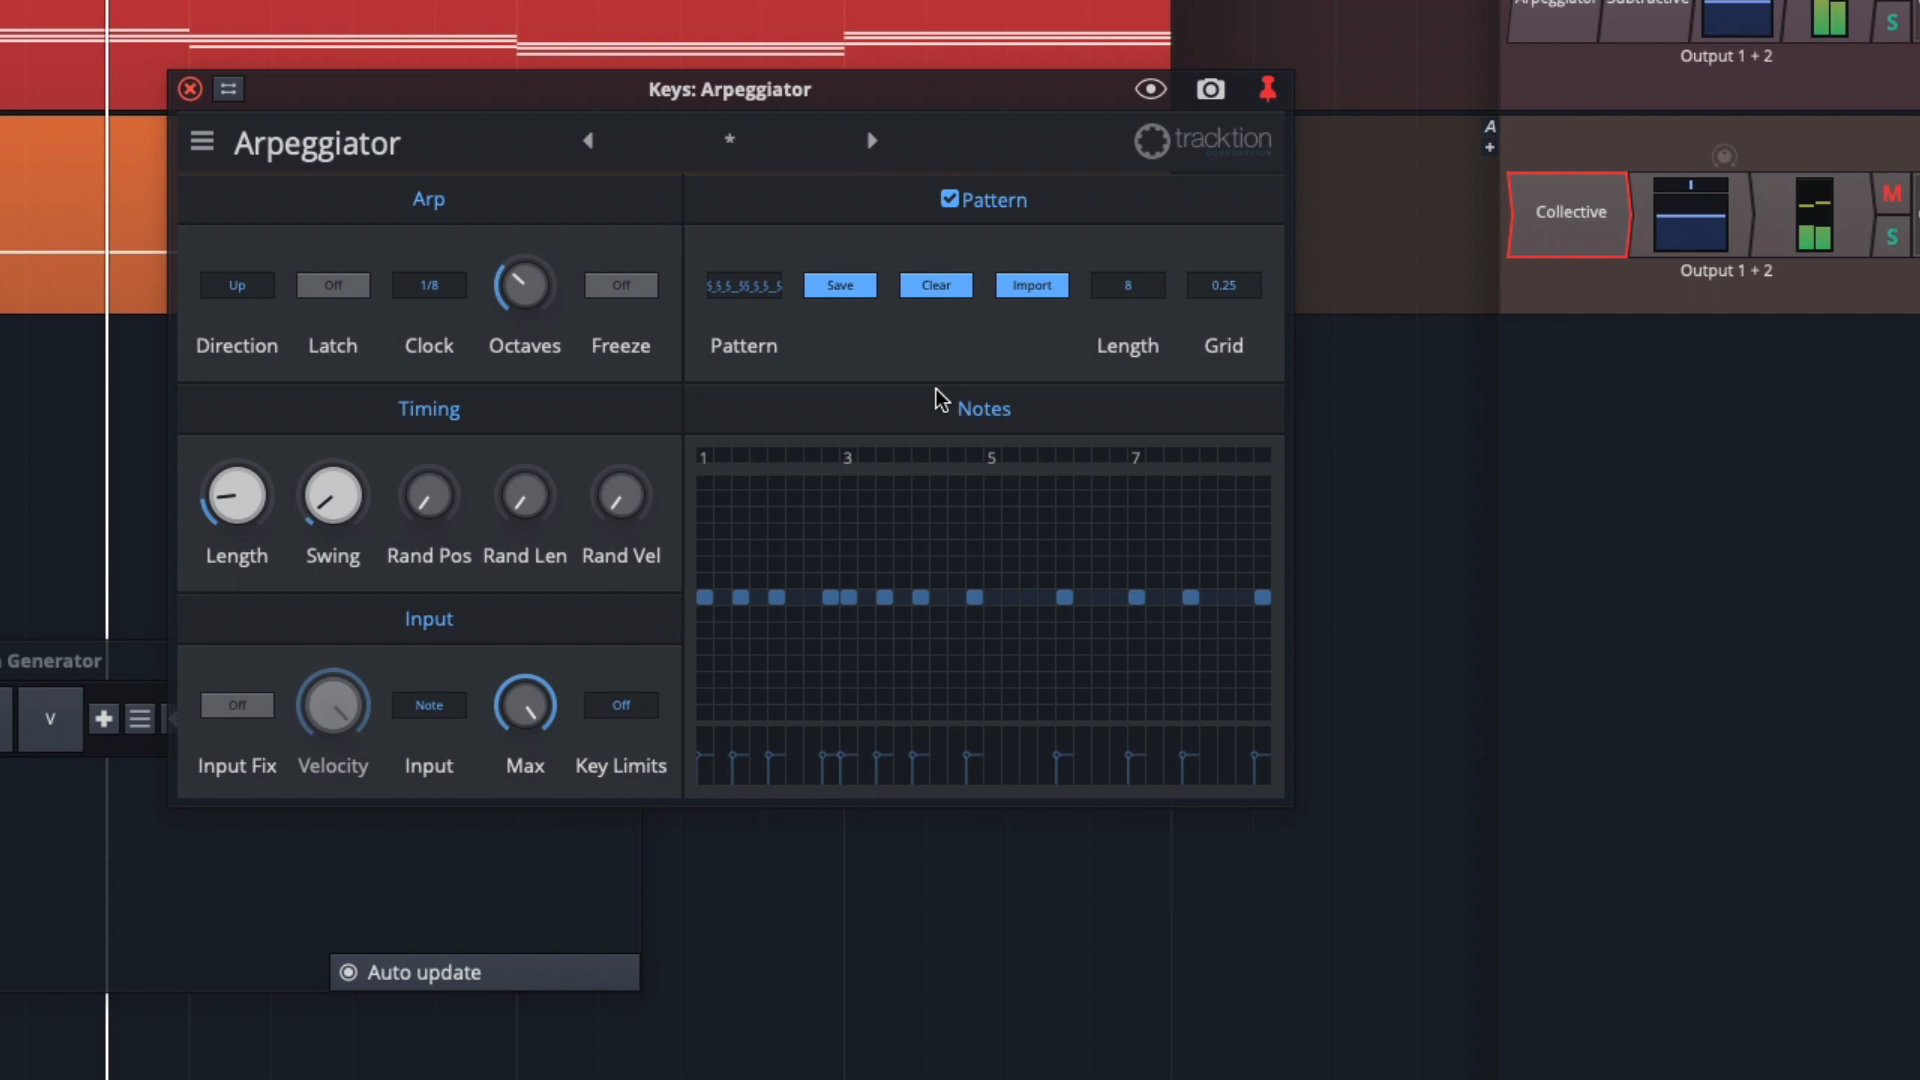 Arpeggiator Subtractive
S
Output 1 + 2
Keys: Arpeggiator
Arpeggiator
*
tracktion
CORPORATION
A
+
Collective
M
S
Output 1 + 2
Arp
Pattern
Up
Off
1/8
Off
Direction
Latch
Clock
Octaves
Freeze
Save
Clear
Import
8
0.25
Pattern
Length
Grid
Timing
Notes
1
3
5
7
Length
Swing
Rand Pos
Rand Len
Rand Vel
Input
Off
Note
Off
Input Fix
Velocity
Input
Max
Key Limits
Generator
V
Auto update